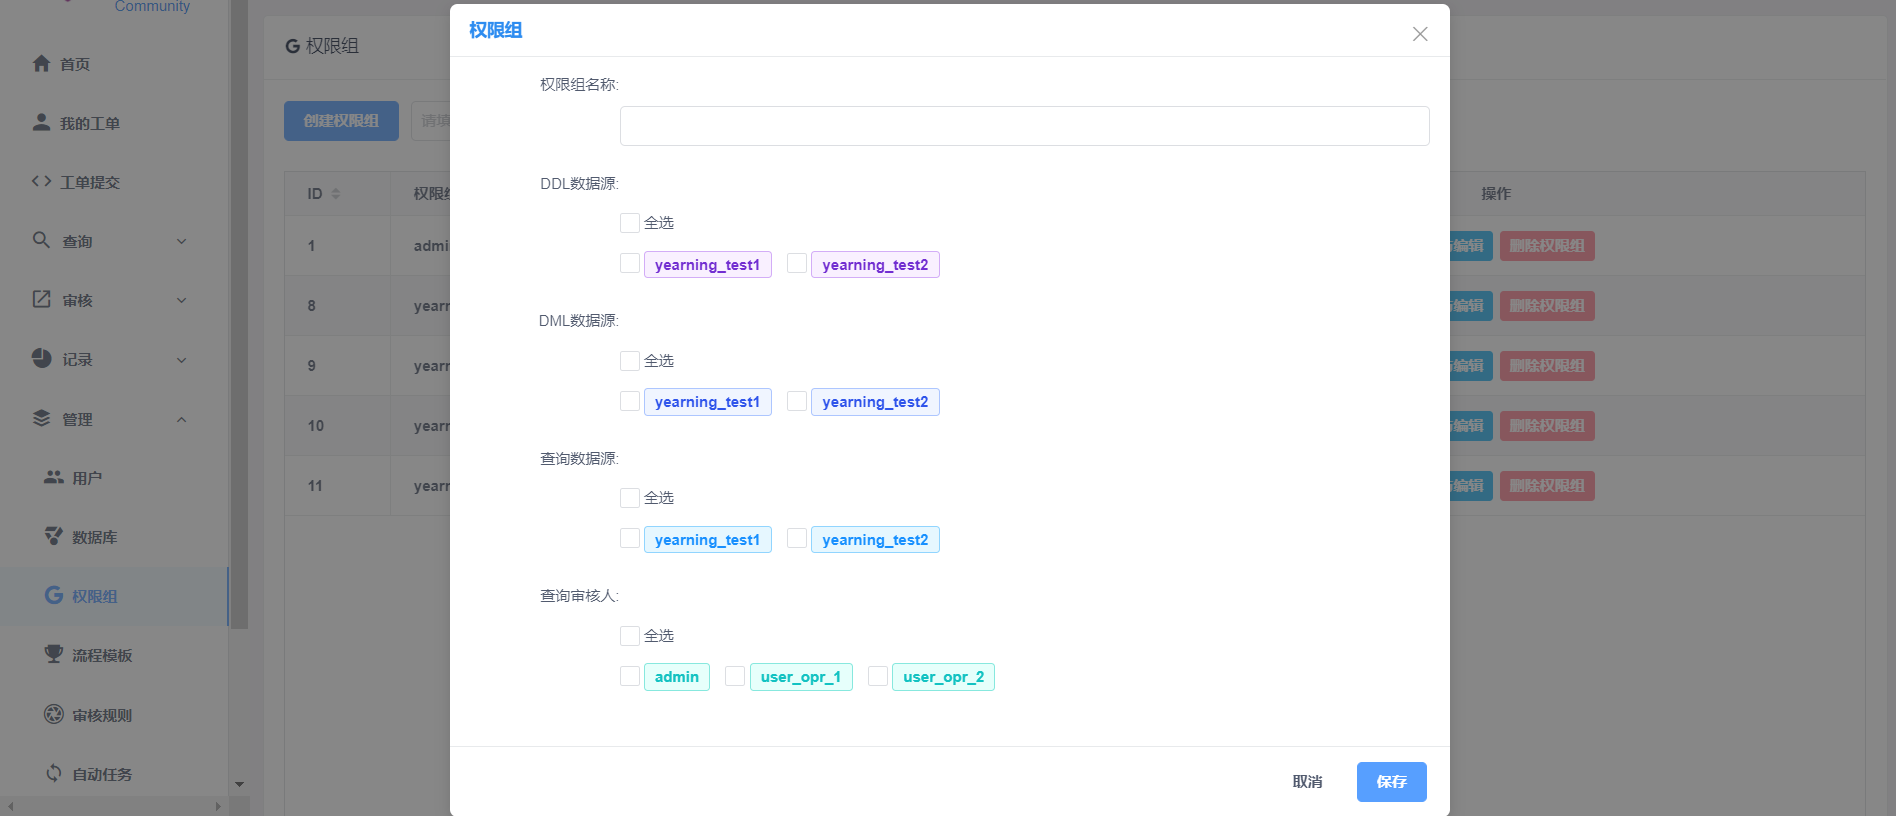 Community
首页
我的工单
工单提交
查询
审核
记录
管理
用户
数据库
权限组
流程模板
审核规则
自动任务
权限组
创建权限组
请填
ID 权限组 操作
1 admi 编辑 删除权限组
8 yearn 编辑 删除权限组
9 yearn 编辑 删除权限组
10 yearn 编辑 删除权限组
11 yearn 编辑 删除权限组
权限组
权限组名称:
DDL数据源:
全选
yearning_test1 yearning_test2
DML数据源:
全选
yearning_test1 yearning_test2
查询数据源:
全选
yearning_test1 yearning_test2
查询审核人:
全选
admin user_opr_1 user_opr_2
取消 保存